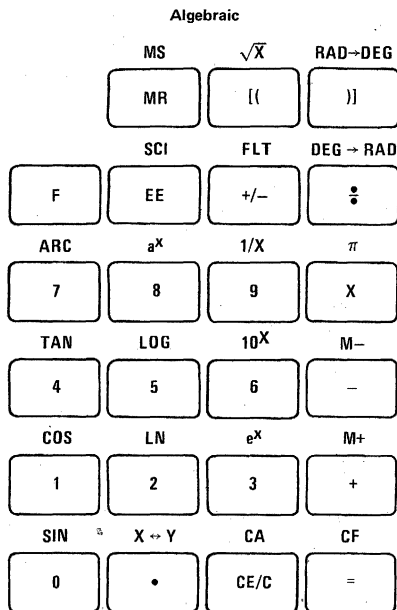 Algebraic
MS √X RAD→DEG
MR [( )]
SCI FLT DEG → RAD
F EE +/− ÷
ARC aˣ 1/X π
7 8 9 X
TAN LOG 10ˣ M−
4 5 6 −
COS LN eˣ M+
1 2 3 +
SIN X ↔ Y CA CF
0 • CE/C =